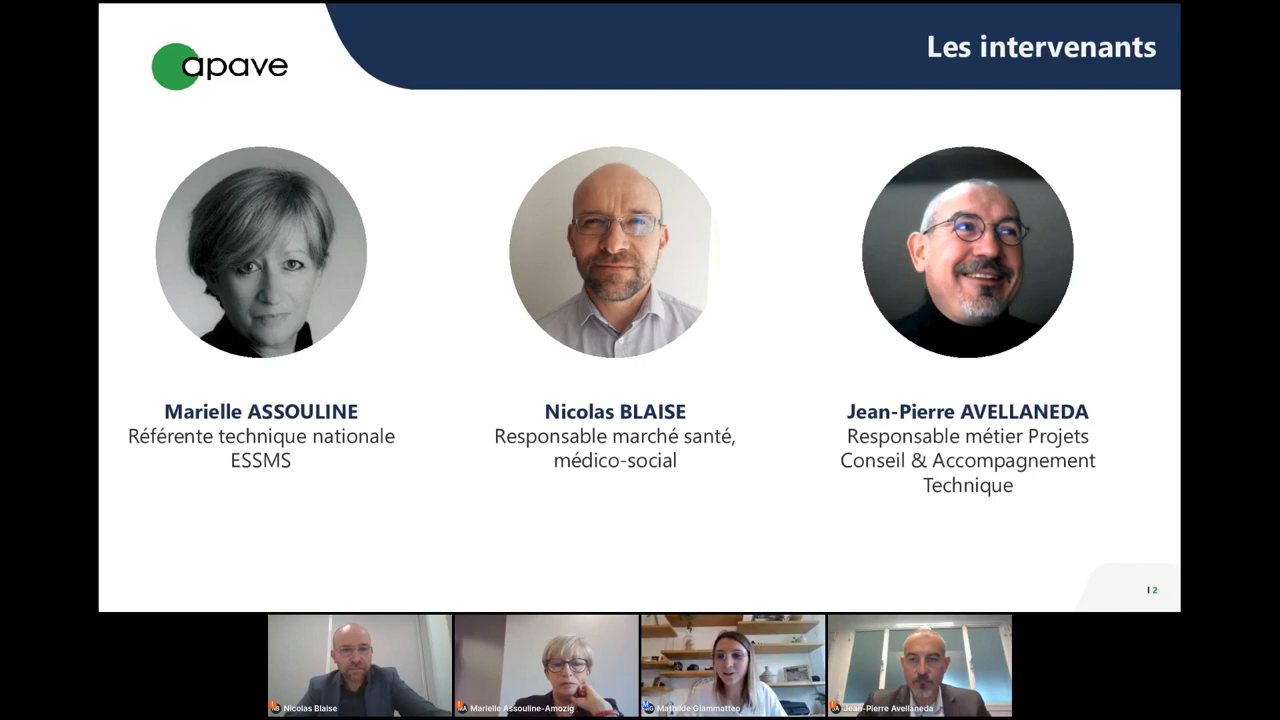 apave
Les intervenants
Marielle ASSOULINE
Référente technique nationale
ESSMS
Nicolas BLAISE
Responsable marché santé,
médico-social
Jean-Pierre AVELLANEDA
Responsable métier Projets
Conseil & Accompagnement
Technique
I 2
Nicolas Blaise
Marielle Assouline-Amozig
Mathilde Giammatteo
Jean-Pierre Avellaneda